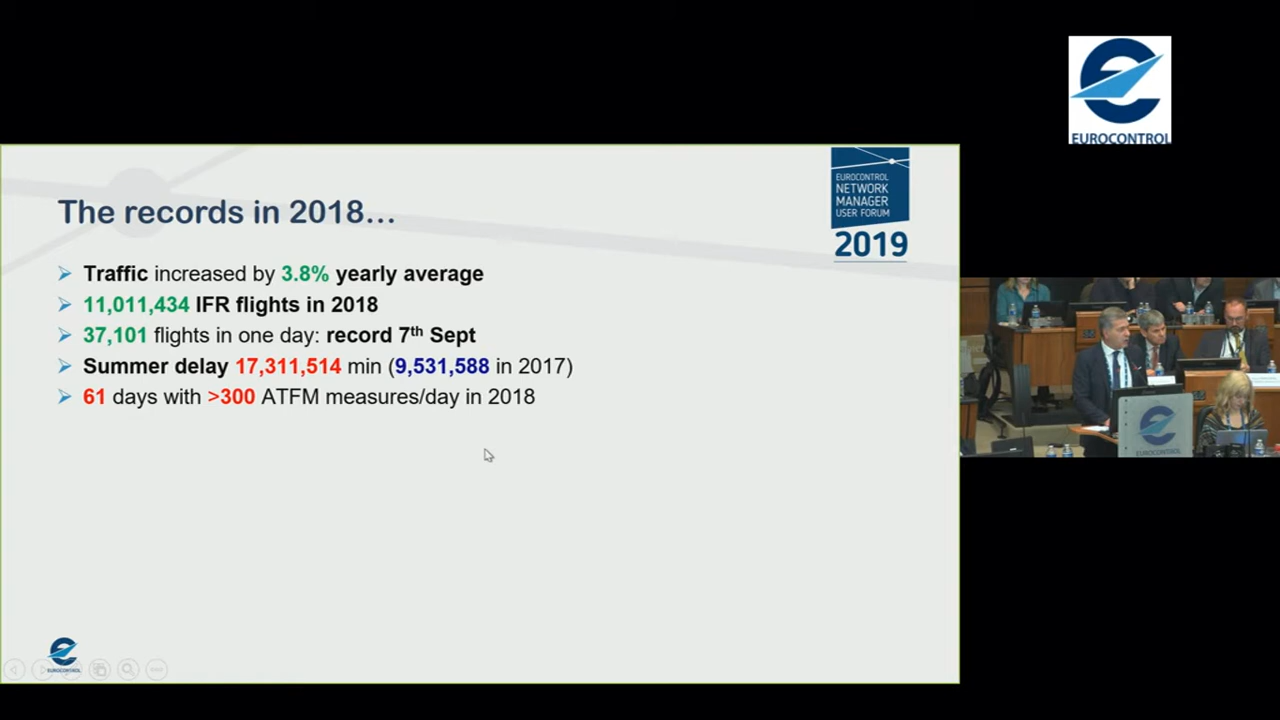 EUROCONTROL
EUROCONTROL
NETWORK
MANAGER
USER FORUM
2019
The records in 2018…
Traffic increased by 3.8% yearly average
11,011,434 IFR flights in 2018
37,101 flights in one day: record 7th Sept
Summer delay 17,311,514 min (9,531,588 in 2017)
61 days with >300 ATFM measures/day in 2018
EUROCONTROL
EUROCONTROL